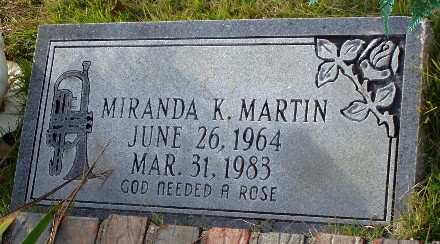 MIRANDA K. MARTIN
JUNE 26, 1964
MAR. 31, 1983
GOD NEEDED A ROSE